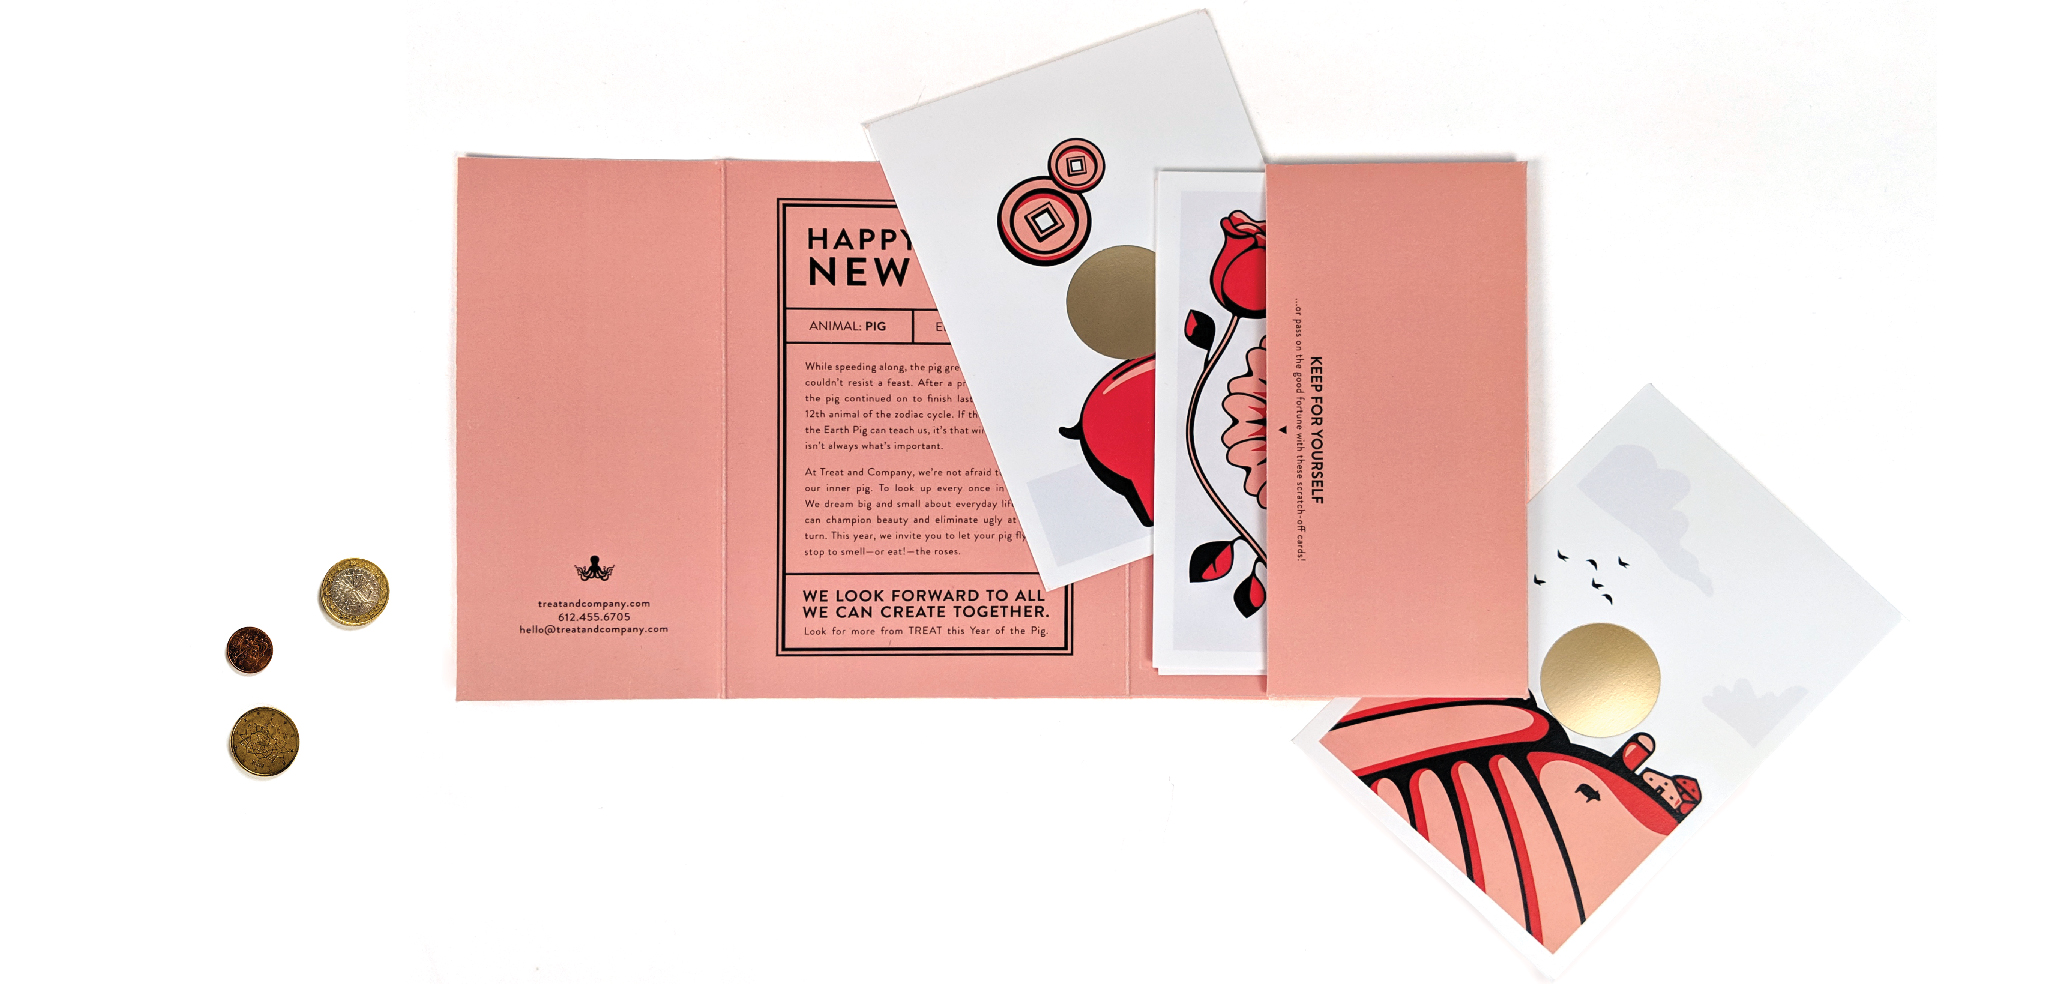 HAPPY
NEW
ANIMAL: PIG
While speeding along, the pig
couldn't resist a feast. After a
the pig continued on to finish
12th animal of the zodiac cycle. If
the Earth Pig can teach us, it's that
isn't always what's important.
At Treat and Company, we're not afraid
our inner pig. To look up every once in
We dream big and small about everyday
can champion beauty and eliminate ugly at
turn. This year, we invite you to let your pig
stop to smell—or eat!—the roses.
WE LOOK FORWARD TO ALL
WE CAN CREATE TOGETHER.
Look for more from TREAT this Year of the Pig.
treatandcompany.com
612.455.6705
hello@treatandcompany.com
KEEP FOR YOURSELF
...or pass on the good fortune with these scratch-off cards!